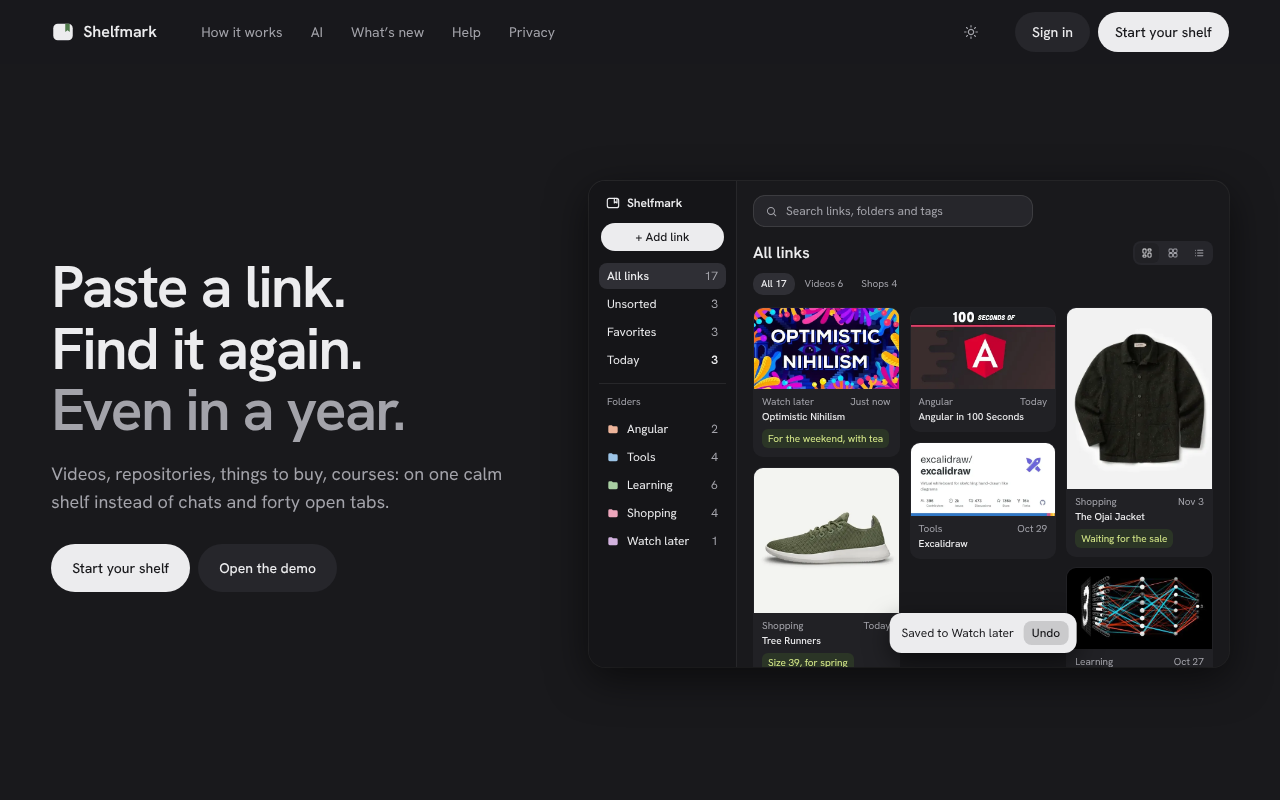 Shelfmark
How it works
AI
What's new
Help
Privacy
Sign in
Start your shelf
Paste a link.
Find it again.
Even in a year.
Videos, repositories, things to buy, courses: on one calm
shelf instead of chats and forty open tabs.
Start your shelf
Open the demo
Shelfmark
+ Add link
All links 17
Unsorted 3
Favorites 3
Today 3
Folders
Angular 2
Tools 4
Learning 6
Shopping 4
Watch later 1
Search links, folders and tags
All links
All 17
Videos 6
Shops 4
OPTIMISTIC
NIHILISM
Watch later Just now
Optimistic Nihilism
For the weekend, with tea
Shopping Today
Tree Runners
Size 39, for spring
100 SECONDS OF
A
Angular Today
Angular in 100 Seconds
excalidraw/
excalidraw
Tools Oct 29
Excalidraw
Shopping Nov 3
The Ojai Jacket
Waiting for the sale
Learning Oct 27
Saved to Watch later
Undo